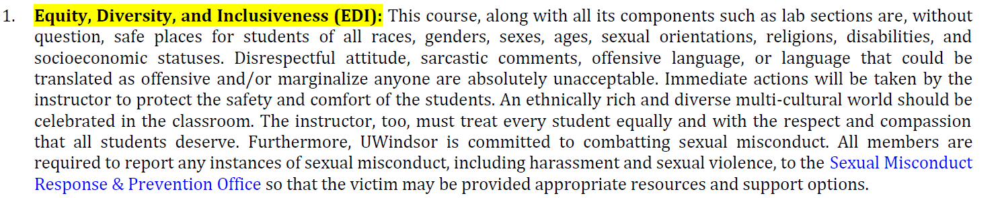 1. Equity, Diversity, and Inclusiveness (EDI): This course, along with all its components such as lab sections are, without
question, safe places for students of all races, genders, sexes, ages, sexual orientations, religions, disabilities, and
socioeconomic statuses. Disrespectful attitude, sarcastic comments, offensive language, or language that could be
translated as offensive and/or marginalize anyone are absolutely unacceptable. Immediate actions will be taken by the
instructor to protect the safety and comfort of the students. An ethnically rich and diverse multi-cultural world should be
celebrated in the classroom. The instructor, too, must treat every student equally and with the respect and compassion
that all students deserve. Furthermore, UWindsor is committed to combatting sexual misconduct. All members are
required to report any instances of sexual misconduct, including harassment and sexual violence, to the Sexual Misconduct
Response & Prevention Office so that the victim may be provided appropriate resources and support options.